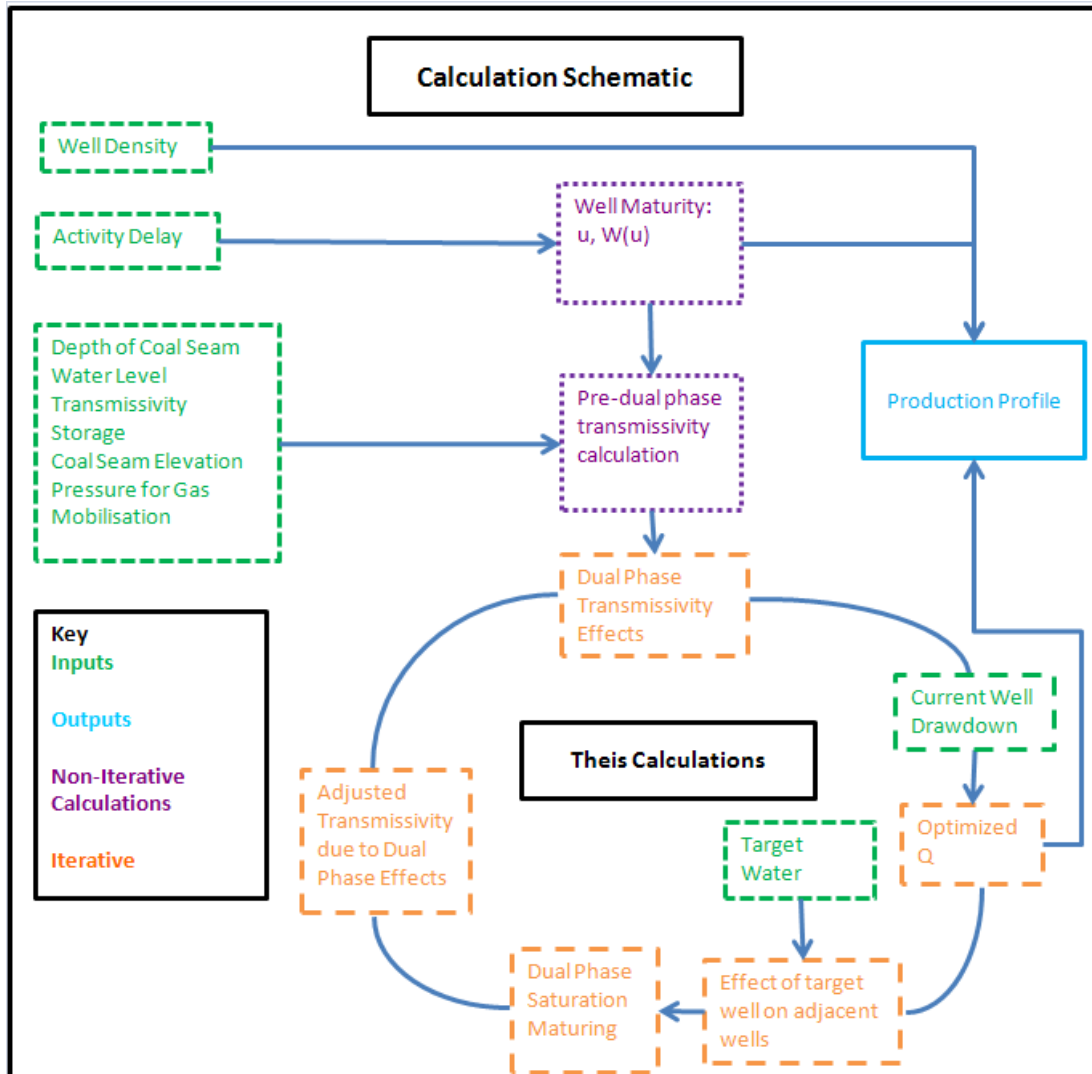 Calculation Schematic
Well Density
Activity Delay
Well Maturity:
u, W(u)
Depth of Coal Seam
Water Level
Transmissivity
Storage
Coal Seam Elevation
Pressure for Gas
Mobilisation
Pre-dual phase
transmissivity
calculation
Production Profile
Dual Phase
Transmissivity
Effects
Key
Inputs
Outputs
Non-Iterative
Calculations
Iterative
Current Well
Drawdown
Theis Calculations
Adjusted
Transmissivity
due to Dual
Phase Effects
Target
Water
Optimized
Q
Dual Phase
Saturation
Maturing
Effect of target
well on adjacent
wells